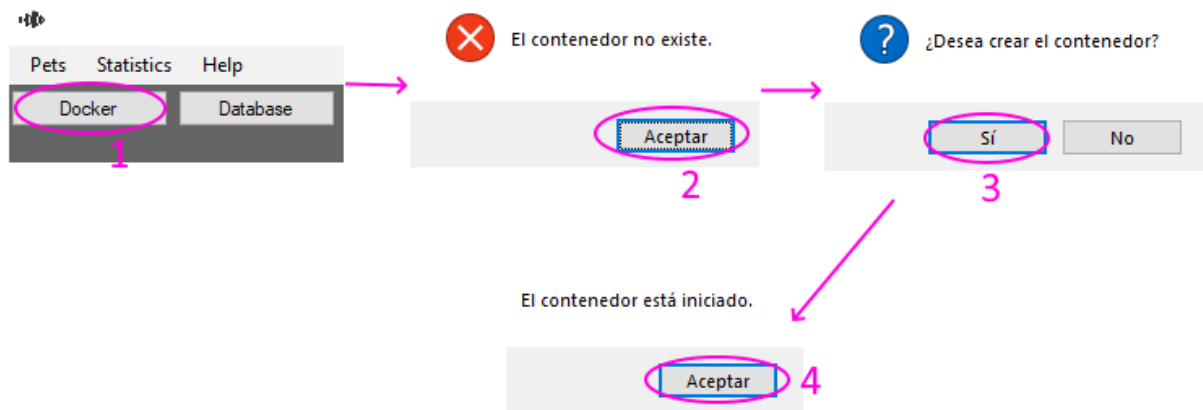 Pets Statistics Help
Docker Database
1
El contenedor no existe.
Aceptar
2
¿Desea crear el contenedor?
Sí No
3
El contenedor está iniciado.
Aceptar 4